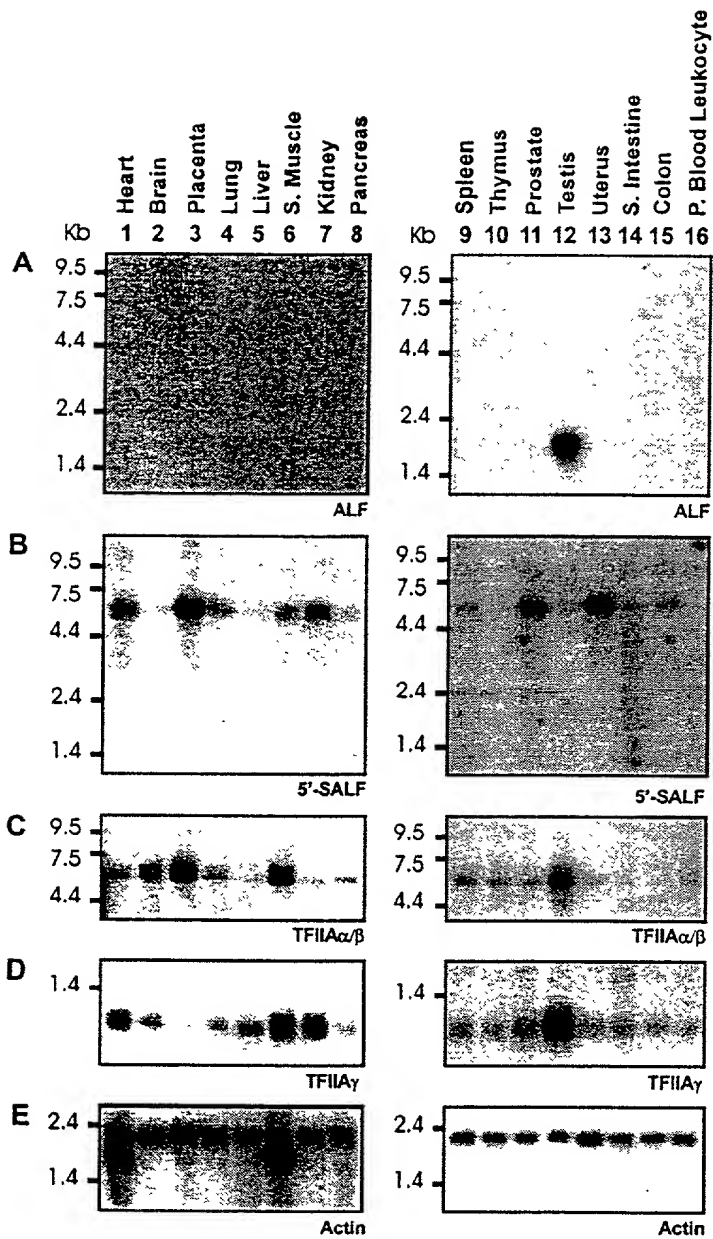 Heart
Brain
Placenta
Lung
Liver
S. Muscle
Kidney
Pancreas
Kb 1 2 3 4 5 6 7 8
Spleen
Thymus
Prostate
Testis
Uterus
S. Intestine
Colon
P. Blood Leukocyte
Kb 9 10 11 12 13 14 15 16
A
9.5
7.5
4.4
2.4
1.4
ALF
9.5
7.5
4.4
2.4
1.4
ALF
B
9.5
7.5
4.4
2.4
1.4
5'-SALF
9.5
7.5
4.4
2.4
1.4
5'-SALF
C
9.5
7.5
4.4
TFIIAα/β
9.5
7.5
4.4
TFIIAα/β
D
1.4
TFIIAγ
1.4
TFIIAγ
E
2.4
1.4
Actin
2.4
1.4
Actin